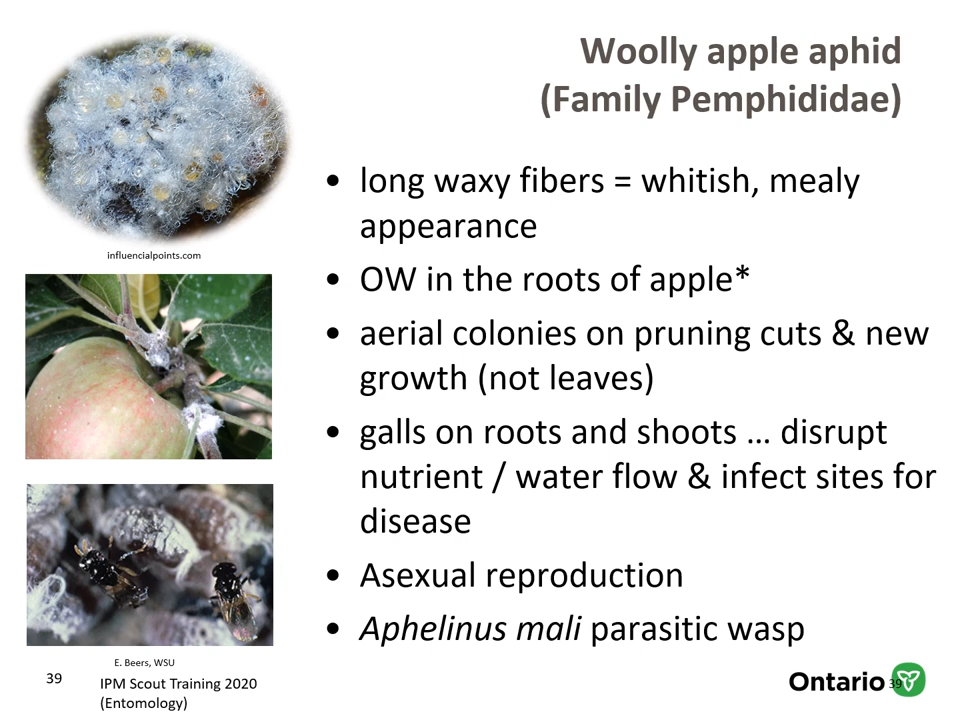 Woolly apple aphid
(Family Pemphididae)
influencialpoints.com
• long waxy fibers = whitish, mealy
appearance
• OW in the roots of apple*
• aerial colonies on pruning cuts & new
growth (not leaves)
• galls on roots and shoots … disrupt
nutrient / water flow & infect sites for
disease
• Asexual reproduction
• Aphelinus mali parasitic wasp
E. Beers, WSU
39
IPM Scout Training 2020
(Entomology)
Ontario
39